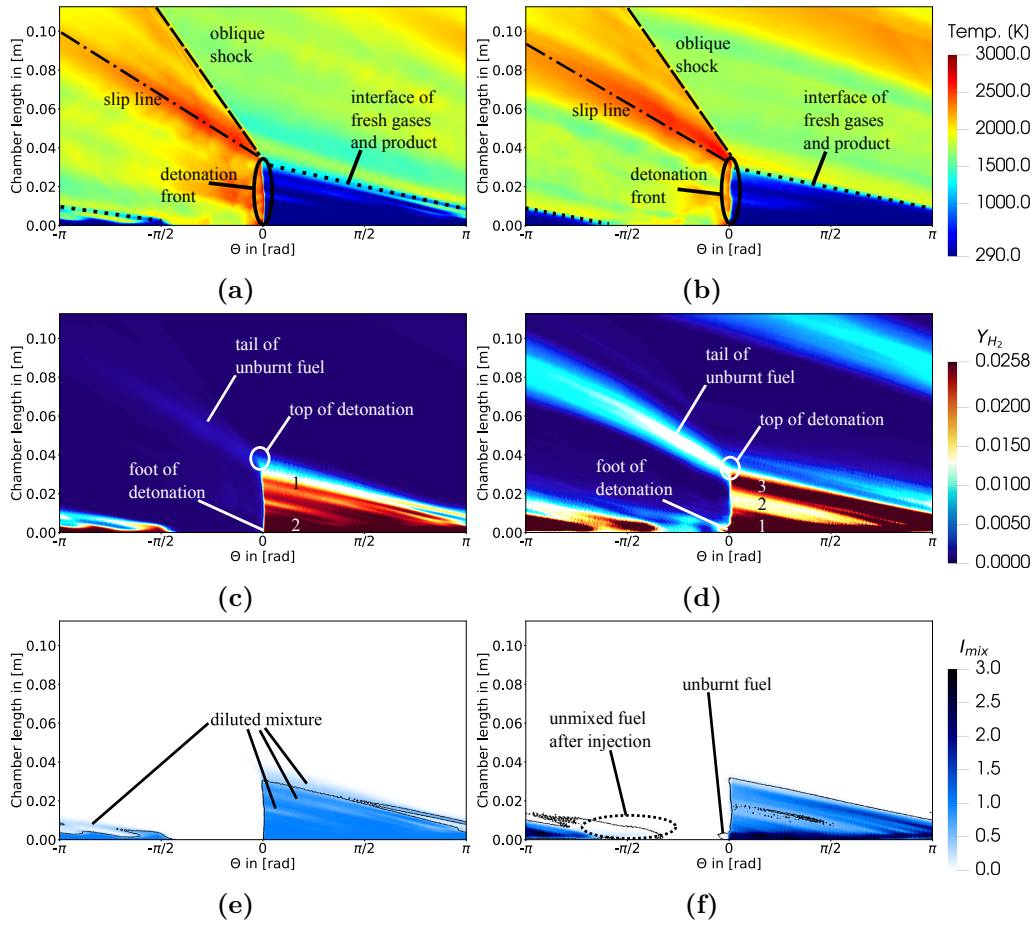 0.10
0.08
0.06
0.04
0.02
0.00
Chamber length in [m]
oblique
shock
slip line
interface of
fresh gases
and product
detonation
front
-π
-π/2
0
π/2
π
Θ in [rad]
(a)
0.10
0.08
0.06
0.04
0.02
0.00
Chamber length in [m]
oblique
shock
slip line
interface of
fresh gases
and product
detonation
front
-π
-π/2
0
π/2
π
Θ in [rad]
(b)
Temp. [K]
3000.0
2000.0
1500.0
1000.0
290.0
0.10
0.08
0.06
0.04
0.02
0.00
Chamber length in [m]
tail of
unburnt fuel
top of detonation
foot of
detonation
1
2
-π
-π/2
0
π/2
π
Θ in [rad]
(c)
0.10
0.08
0.06
0.04
0.02
0.00
Chamber length in [m]
tail of
unburnt fuel
top of detonation
foot of
detonation
3
2
1
-π
-π/2
0
π/2
π
Θ in [rad]
(d)
Y_H2
0.0258
0.0200
0.0150
0.0100
0.0050
0.0000
0.10
0.08
0.06
0.04
0.02
0.00
Chamber length in [m]
diluted mixture
-π
-π/2
0
π/2
π
Θ in [rad]
(e)
0.10
0.08
0.06
0.04
0.02
0.00
Chamber length in [m]
unburnt fuel
unmixed fuel
after injection
-π
-π/2
0
π/2
π
Θ in [rad]
(f)
I_mix
3.0
2.5
2.0
1.5
1.0
0.5
0.0